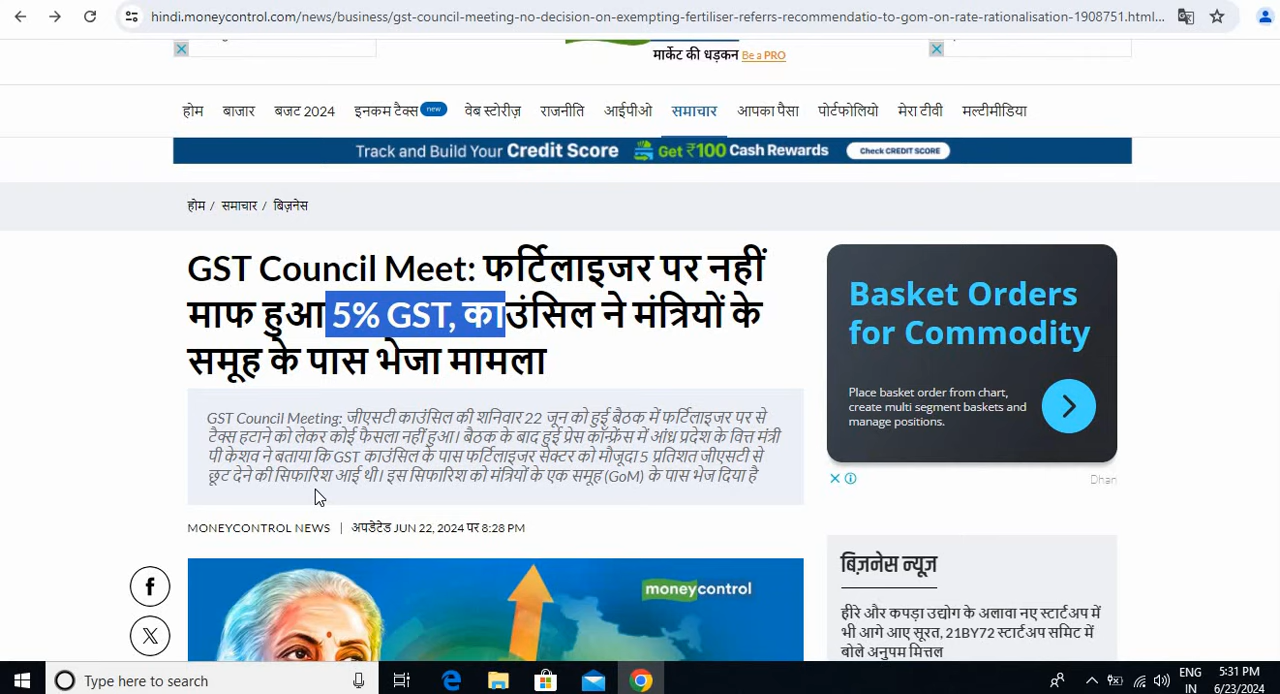 hindi.moneycontrol.com/news/business/gst-council-meeting-no-decision-on-exempting-fertiliser-referrs-recommendatio-to-gom-on-rate-rationalisation-1908751.html...
मार्केट की धड़कन Be a PRO
होम बाजार बजट 2024 इनकम टैक्स new वेब स्टोरीज़ राजनीति आईपीओ समाचार आपका पैसा पोर्टफोलियो मेरा टीवी मल्टीमीडिया
Track and Build Your Credit Score Get ₹100 Cash Rewards Check CREDIT SCORE
होम / समाचार / बिज़नेस
GST Council Meet: फर्टिलाइजर पर नहीं
माफ हुआ 5% GST, काउंसिल ने मंत्रियों के
समूह के पास भेजा मामला
GST Council Meeting: जीएसटी काउंसिल की शनिवार 22 जून को हुई बैठक में फर्टिलाइजर पर से
टैक्स हटाने को लेकर कोई फैसला नहीं हुआ। बैठक के बाद हुई प्रेस कॉन्फ्रेंस में आंध्र प्रदेश के वित्त मंत्री
पी केशव ने बताया कि GST काउंसिल के पास फर्टिलाइजर सेक्टर को मौजूदा 5 प्रतिशत जीएसटी से
छूट देने की सिफारिश आई थी। इस सिफारिश को मंत्रियों के एक समूह (GoM) के पास भेज दिया है
MONEYCONTROL NEWS | अपडेटेड JUN 22, 2024 पर 8:28 PM
moneycontrol
Basket Orders
for Commodity
Place basket order from chart,
create multi segment baskets and
manage positions.
Dhan
बिज़नेस न्यूज़
हीरे और कपड़ा उद्योग के अलावा नए स्टार्टअप में
भी आगे आए सूरत, 21BY72 स्टार्टअप समिट में
बोले अनुपम मित्तल
Type here to search
ENG
IN
5:31 PM
6/23/2024